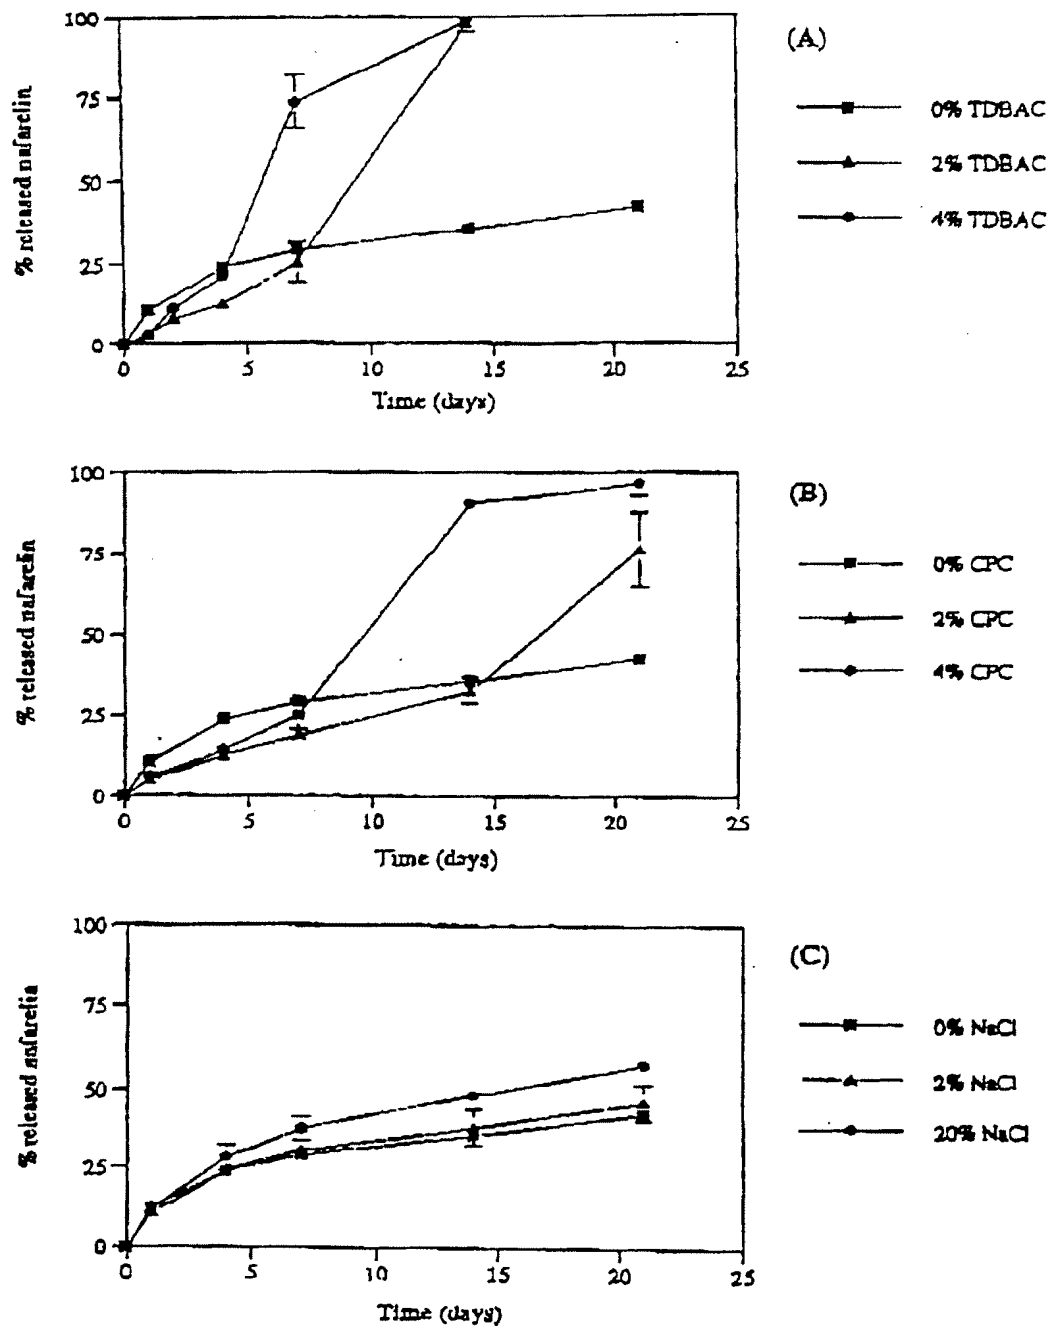 (A)
% released nafarelin
100
75
50
25
0
0 5 10 15 20 25
Time (days)
0% TDBAC
2% TDBAC
4% TDBAC
(B)
% released nafarelin
100
75
50
25
0
0 5 10 15 20 25
Time (days)
0% CPC
2% CPC
4% CPC
(C)
% released nafarelin
100
75
50
25
0
0 5 10 15 20 25
Time (days)
0% NaCl
2% NaCl
20% NaCl